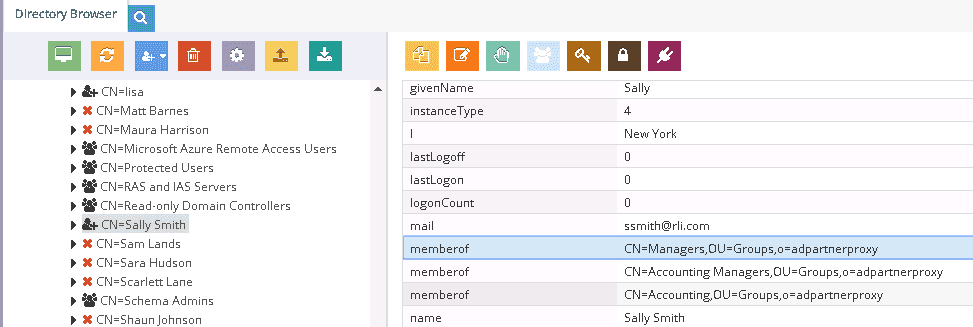 Directory Browser
CN=lisa
CN=Matt Barnes
CN=Maura Harrison
CN=Microsoft Azure Remote Access Users
CN=Protected Users
CN=RAS and IAS Servers
CN=Read-only Domain Controllers
CN=Sally Smith
CN=Sam Lands
CN=Sara Hudson
CN=Scarlett Lane
CN=Schema Admins
CN=Shaun Johnson
givenName Sally
instanceType 4
l New York
lastLogoff 0
lastLogon 0
logonCount 0
mail ssmith@rli.com
memberof CN=Managers,OU=Groups,o=adpartnerproxy
memberof CN=Accounting Managers,OU=Groups,o=adpartnerproxy
memberof CN=Accounting,OU=Groups,o=adpartnerproxy
name Sally Smith